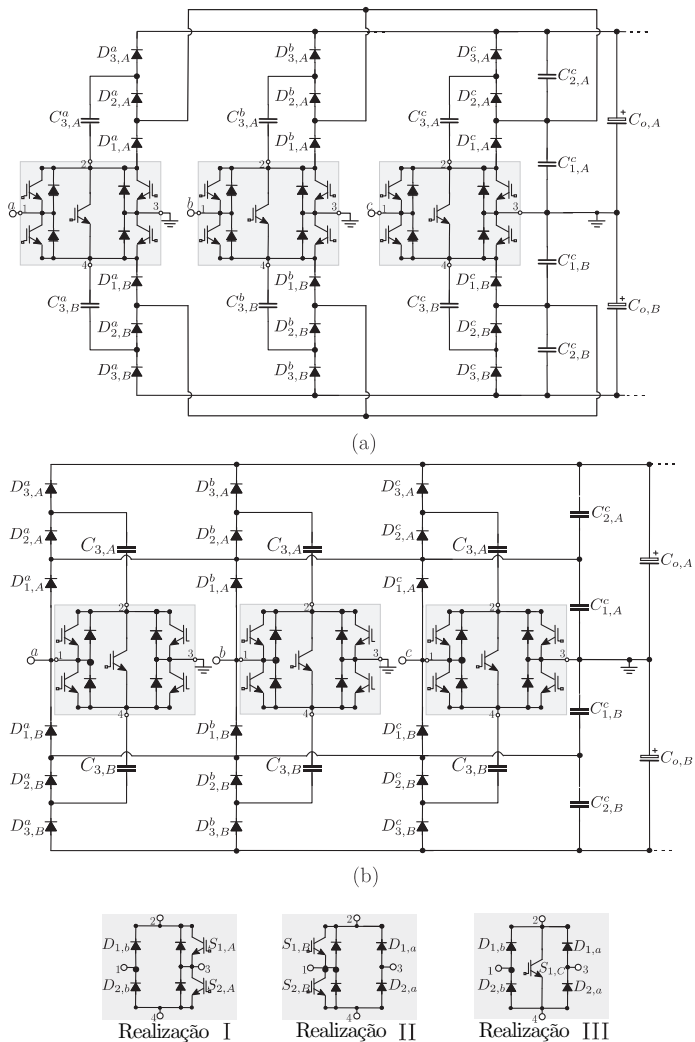 D^a_{3,A} D^b_{3,A} D^c_{3,A}
C^c_{2,A}
D^a_{2,A} D^b_{2,A} D^c_{2,A}
C^a_{3,A} C^b_{3,A} C^c_{3,A} + C_{o,A}
D^a_{1,A} D^b_{1,A} D^c_{1,A}
C^c_{1,A}
2 2 2
a 1 3 b 1 3 c 1 3
4 4 4
C^c_{1,B}
D^a_{1,B} D^b_{1,B} D^c_{1,B}
C^a_{3,B} C^b_{3,B} C^c_{3,B} + C_{o,B}
D^a_{2,B} D^b_{2,B} D^c_{2,B}
C^c_{2,B}
D^a_{3,B} D^b_{3,B} D^c_{3,B}
(a)
D^a_{3,A} D^b_{3,A} D^c_{3,A}
C^c_{2,A}
D^a_{2,A} D^b_{2,A} D^c_{2,A}
C_{3,A} C_{3,A} C_{3,A} + C_{o,A}
D^a_{1,A} D^b_{1,A} D^c_{1,A}
C^c_{1,A}
2 2 2
a 1 3 b 1 3 c 1 3
4 4 4
C^c_{1,B}
D^a_{1,B} D^b_{1,B} D^c_{1,B}
C_{3,B} C_{3,B} C_{3,B} + C_{o,B}
D^a_{2,B} D^b_{2,B} D^c_{2,B}
C^c_{2,B}
D^a_{3,B} D^b_{3,B} D^c_{3,B}
(b)
2 2 2
D_{1,b} S_{1,A} S_{1,B} D_{1,a} D_{1,b} D_{1,a}
1 3 1 3 1 S_{1,C} 3
D_{2,b} S_{2,A} S_{2,B} D_{2,a} D_{2,b} D_{2,a}
4 4 4
Realização I Realização II Realização III